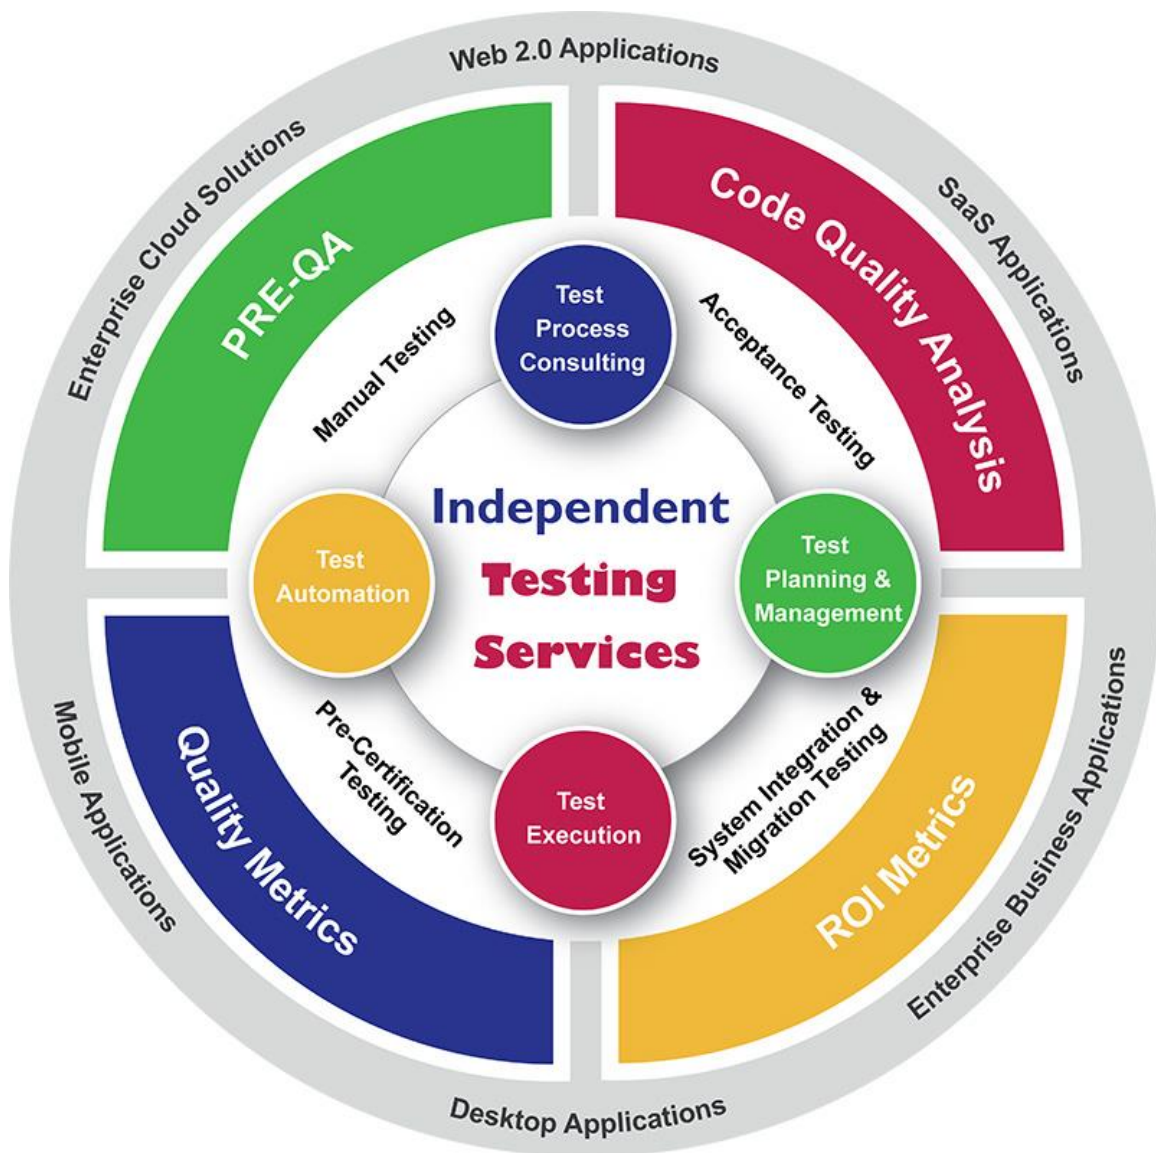 Web 2.0 Applications
Enterprise Cloud Solutions
SaaS Applications
PRE-QA
Code Quality Analysis
Test
Process
Consulting
Manual Testing
Acceptance Testing
Independent
Testing
Services
Test
Automation
Test
Planning &
Management
Pre-Certification
Testing
System Integration &
Migration Testing
Test
Execution
Quality Metrics
ROI Metrics
Mobile Applications
Enterprise Business Applications
Desktop Applications